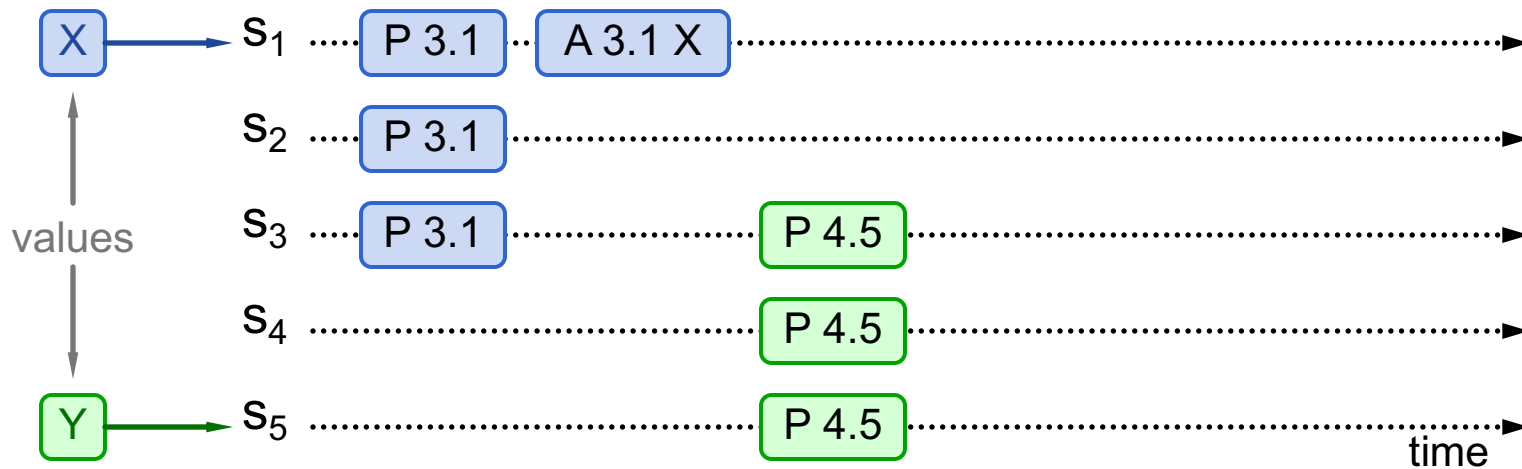 X s₁ P 3.1 A 3.1 X
s₂ P 3.1
values s₃ P 3.1 P 4.5
s₄ P 4.5
Y s₅ P 4.5
time